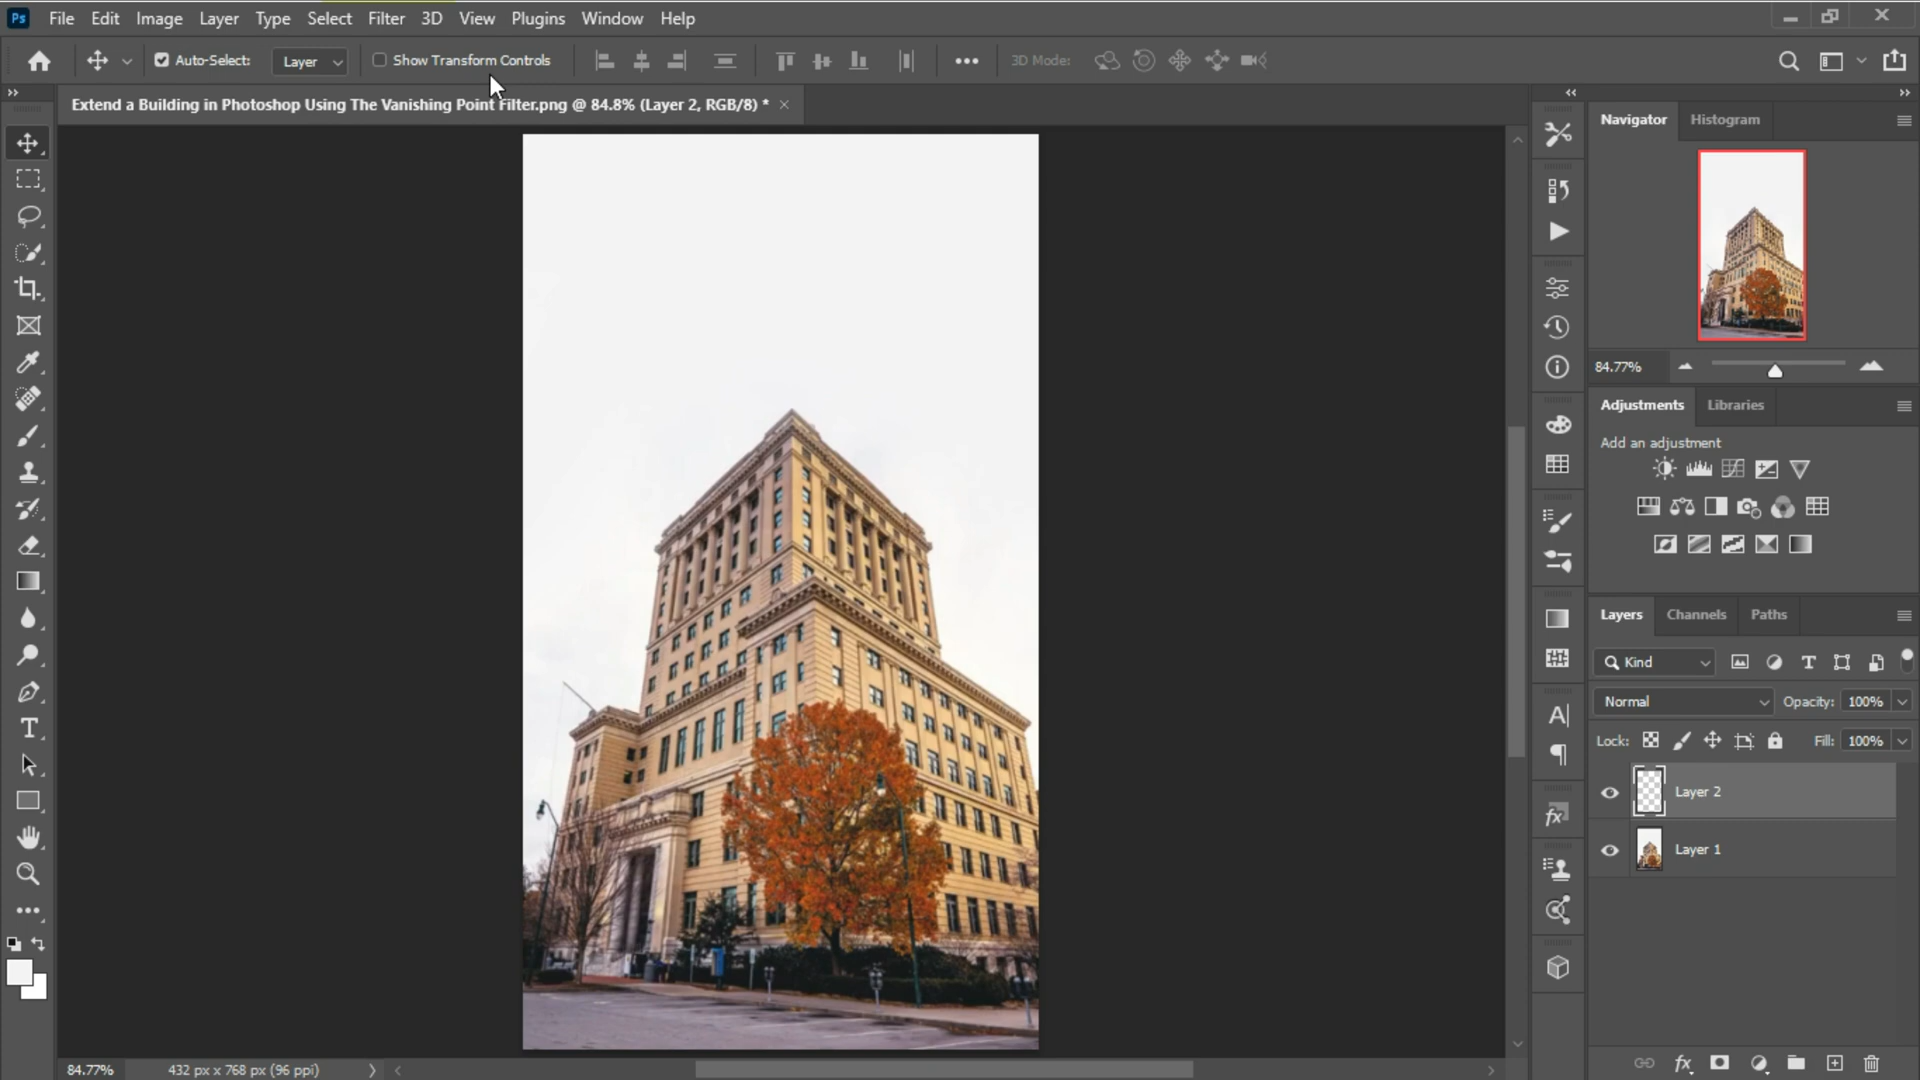 Ps File Edit Image Layer Type Select Filter 3D View Plugins Window Help
Auto-Select: Layer Show Transform Controls 3D Mode:
Extend a Building in Photoshop Using The Vanishing Point Filter.png @ 84.8% (Layer 2, RGB/8) *
Navigator Histogram
84.77%
Adjustments Libraries
Add an adjustment
Layers Channels Paths
Kind
Normal Opacity: 100%
Lock: Fill: 100%
Layer 2
Layer 1
84.77% 432 px x 768 px (96 ppi)